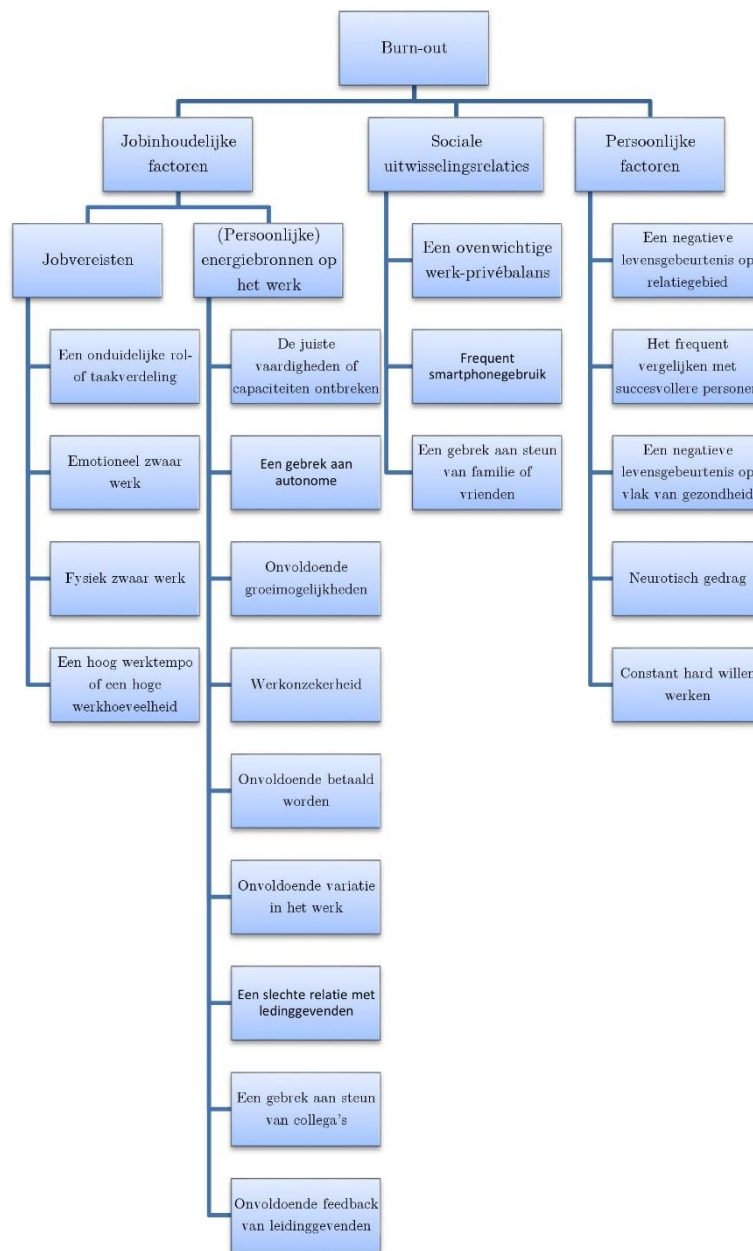 Burn-out
Jobinhoudelijke
factoren
Sociale
uitwisselingsrelaties
Persoonlijke
factoren
Jobvereisten
(Persoonlijke)
energiebronnen op
het werk
Een onduidelijke rol-
of taakverdeling
Emotioneel zwaar
werk
Fysiek zwaar werk
Een hoog werktempo
of een hoge
werkhoeveelheid
De juiste
vaardigheden of
capaciteiten ontbreken
Een gebrek aan
autonome
Onvoldoende
groeimogelijkheden
Werkonzekerheid
Onvoldoende betaald
worden
Onvoldoende variatie
in het werk
Een slechte relatie met
ledinggevenden
Een gebrek aan steun
van collega's
Onvoldoende feedback
van leidinggevenden
Een ovenwichtige
werk-privébalans
Frequent
smartphonegebruik
Een gebrek aan steun
van familie of
vrienden
Een negatieve
levensgebeurtenis op
relatiegebied
Het frequent
vergelijken met
succesvollere personen
Een negatieve
levensgebeurtenis op
vlak van gezondheid
Neurotisch gedrag
Constant hard willen
werken